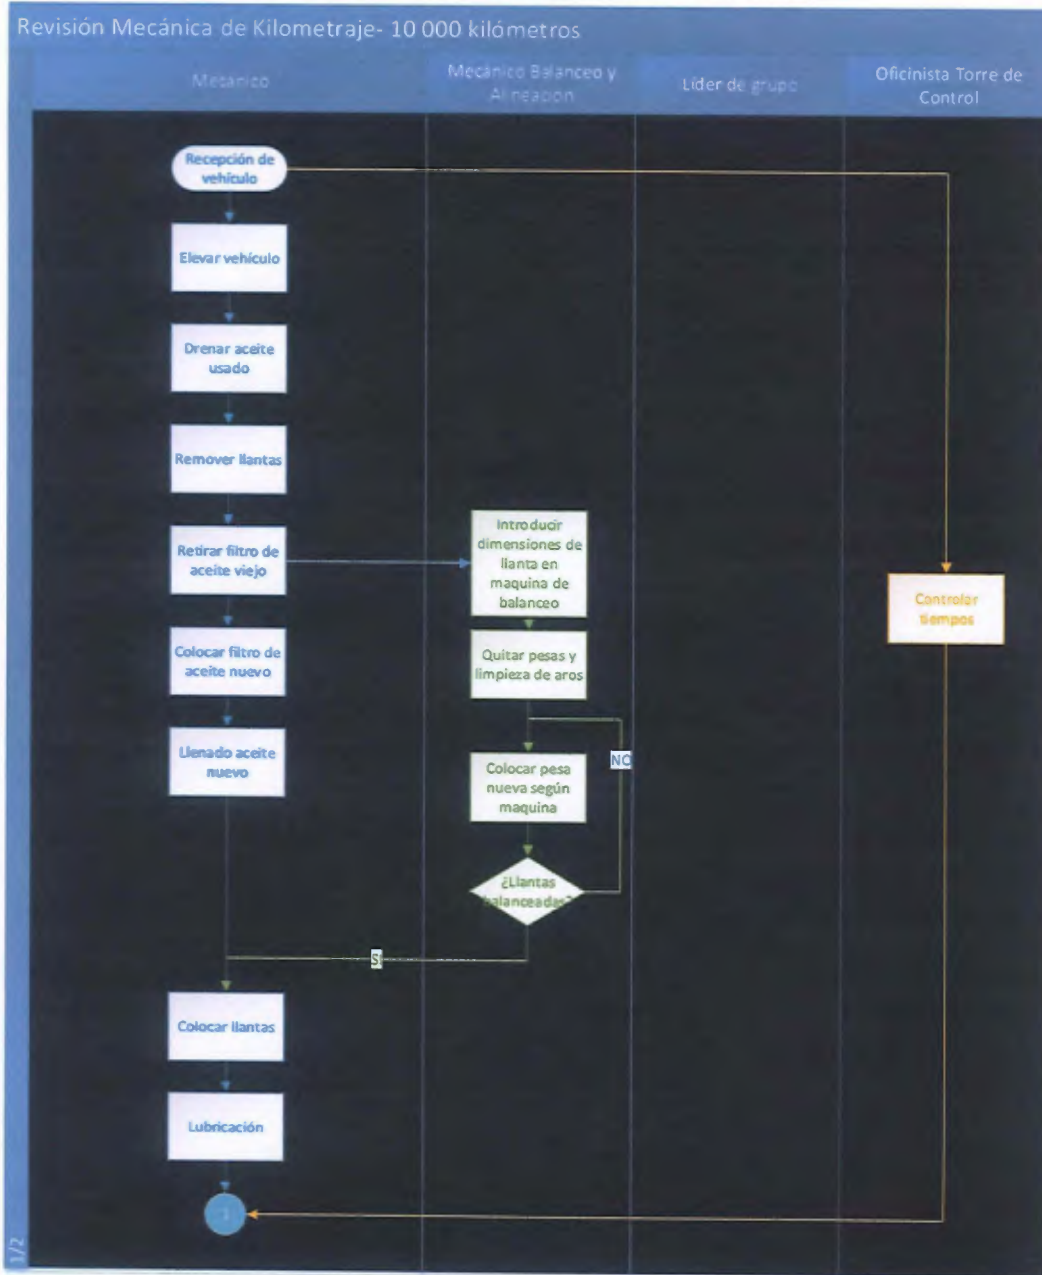 Revisión Mecánica de Kilometraje- 10 000 kilómetros
Mecánico
Mecánico Balanceo y
Alineación
Líder de grupo
Oficinista Torre de
Control
Recepción de
vehículo
Elevar vehículo
Drenar aceite
usado
Remover llantas
Retirar filtro de
aceite viejo
Introducir
dimensiones de
llanta en
maquina de
balanceo
Controlar
tiempos
Colocar filtro de
aceite nuevo
Quitar pesas y
limpieza de aros
Llenado aceite
nuevo
NO
Colocar pesa
nueva según
maquina
¿Llantas
balanceadas?
Colocar llantas
Lubricación
1/2